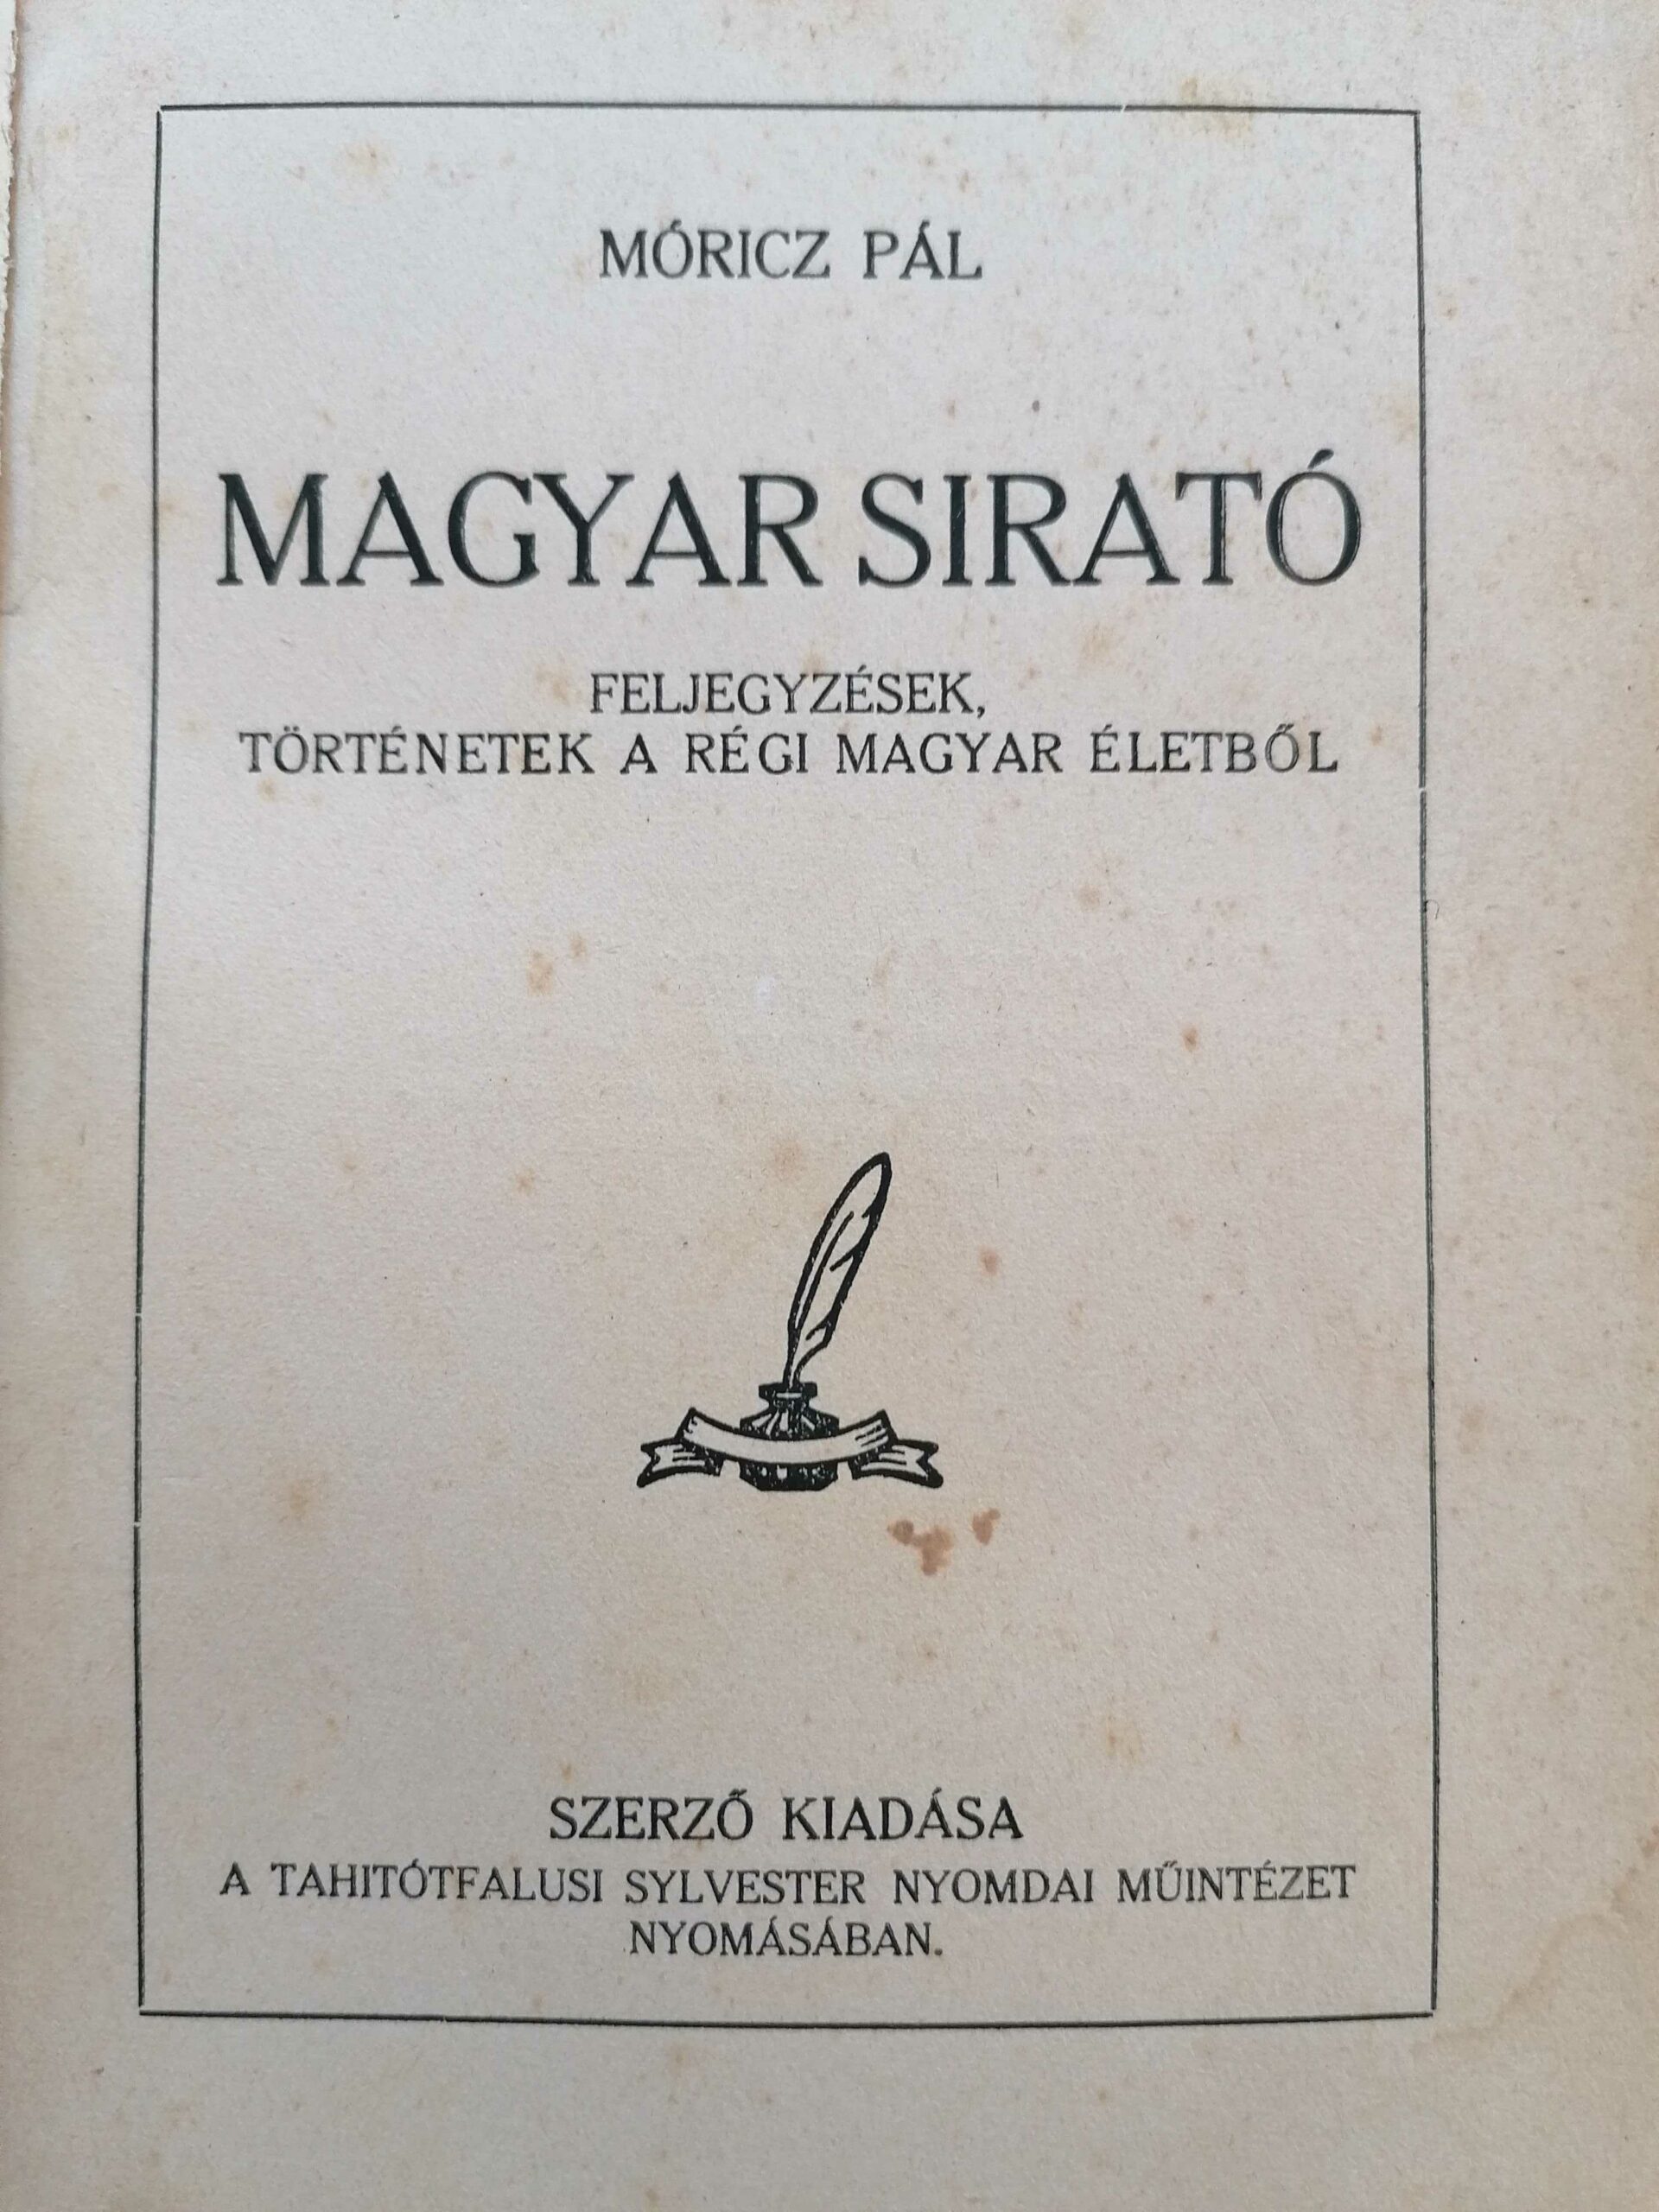 MÓRICZ PÁL
MAGYAR SIRATÓ
FELJEGYZÉSEK,
TÖRTÉNETEK A RÉGI MAGYAR ÉLETBŐL
SZERZŐ KIADÁSA
A TAHITÓTFALUSI SYLVESTER NYOMDAI MŰINTÉZET
NYOMÁSÁBAN.